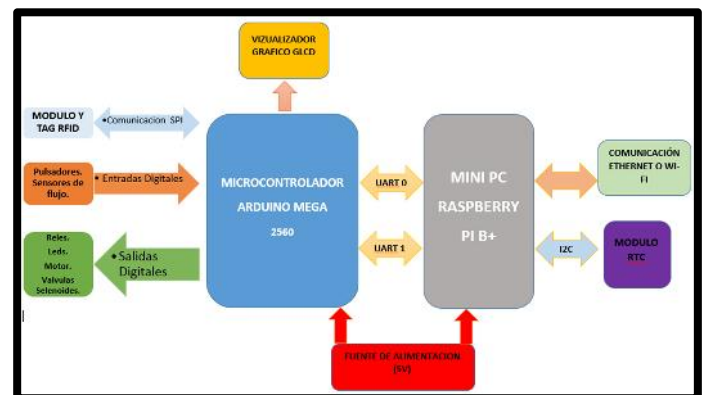 VIZUALIZADOR
GRAFICO GLCD
MODULO Y
TAG RFID
•Comunicacion SPI
Pulsadores.
Sensores de
flujo.
• Entradas Digitales
Reles.
Leds.
Motor.
Valvulas
Selenoides.
•Salidas
Digitales
MICROCONTROLADOR
ARDUINO MEGA
2560
UART 0
UART 1
MINI PC
RASPBERRY
PI B+
COMUNICACIÓN
ETHERNET O WI-
FI
I2C
MODULO
RTC
FUENTE DE ALIMENTACION
(5V)